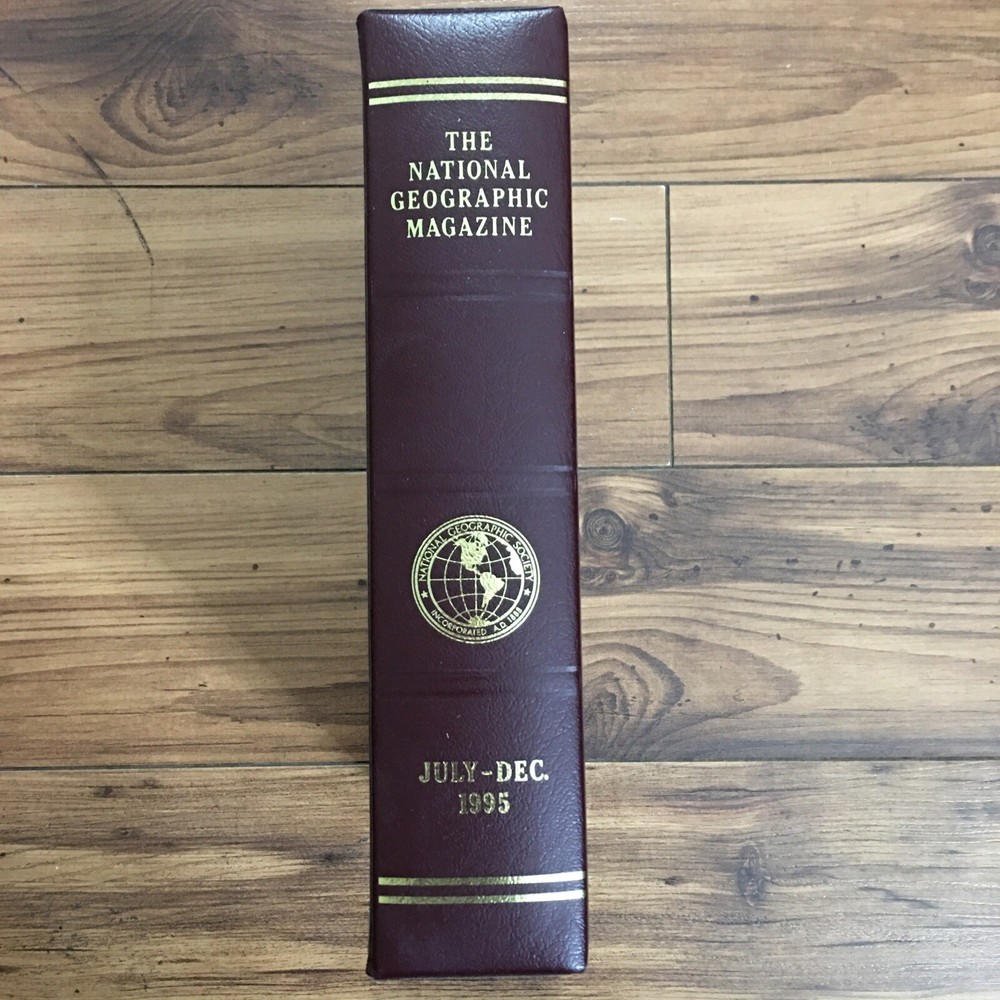 THE
NATIONAL
GEOGRAPHIC
MAGAZINE
NATIONAL GEOGRAPHIC SOCIETY
INCORPORATED A.D. 1888
JULY-DEC.
1995